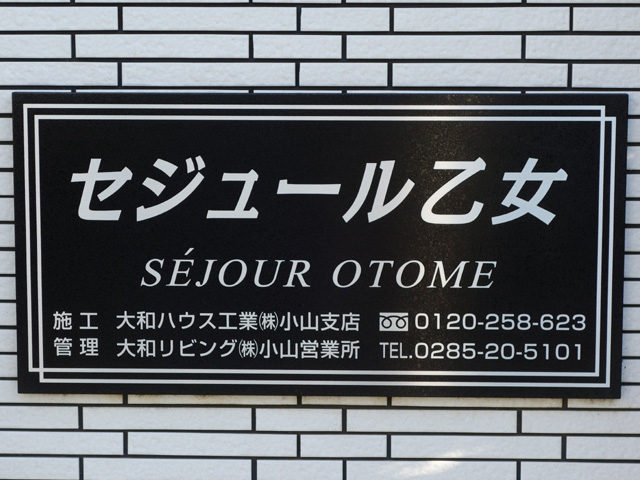 セジュール乙女
SÉJOUR OTOME
施工 大和ハウス工業㈱小山支店 0120-258-623
管理 大和リビング㈱小山営業所 TEL.0285-20-5101